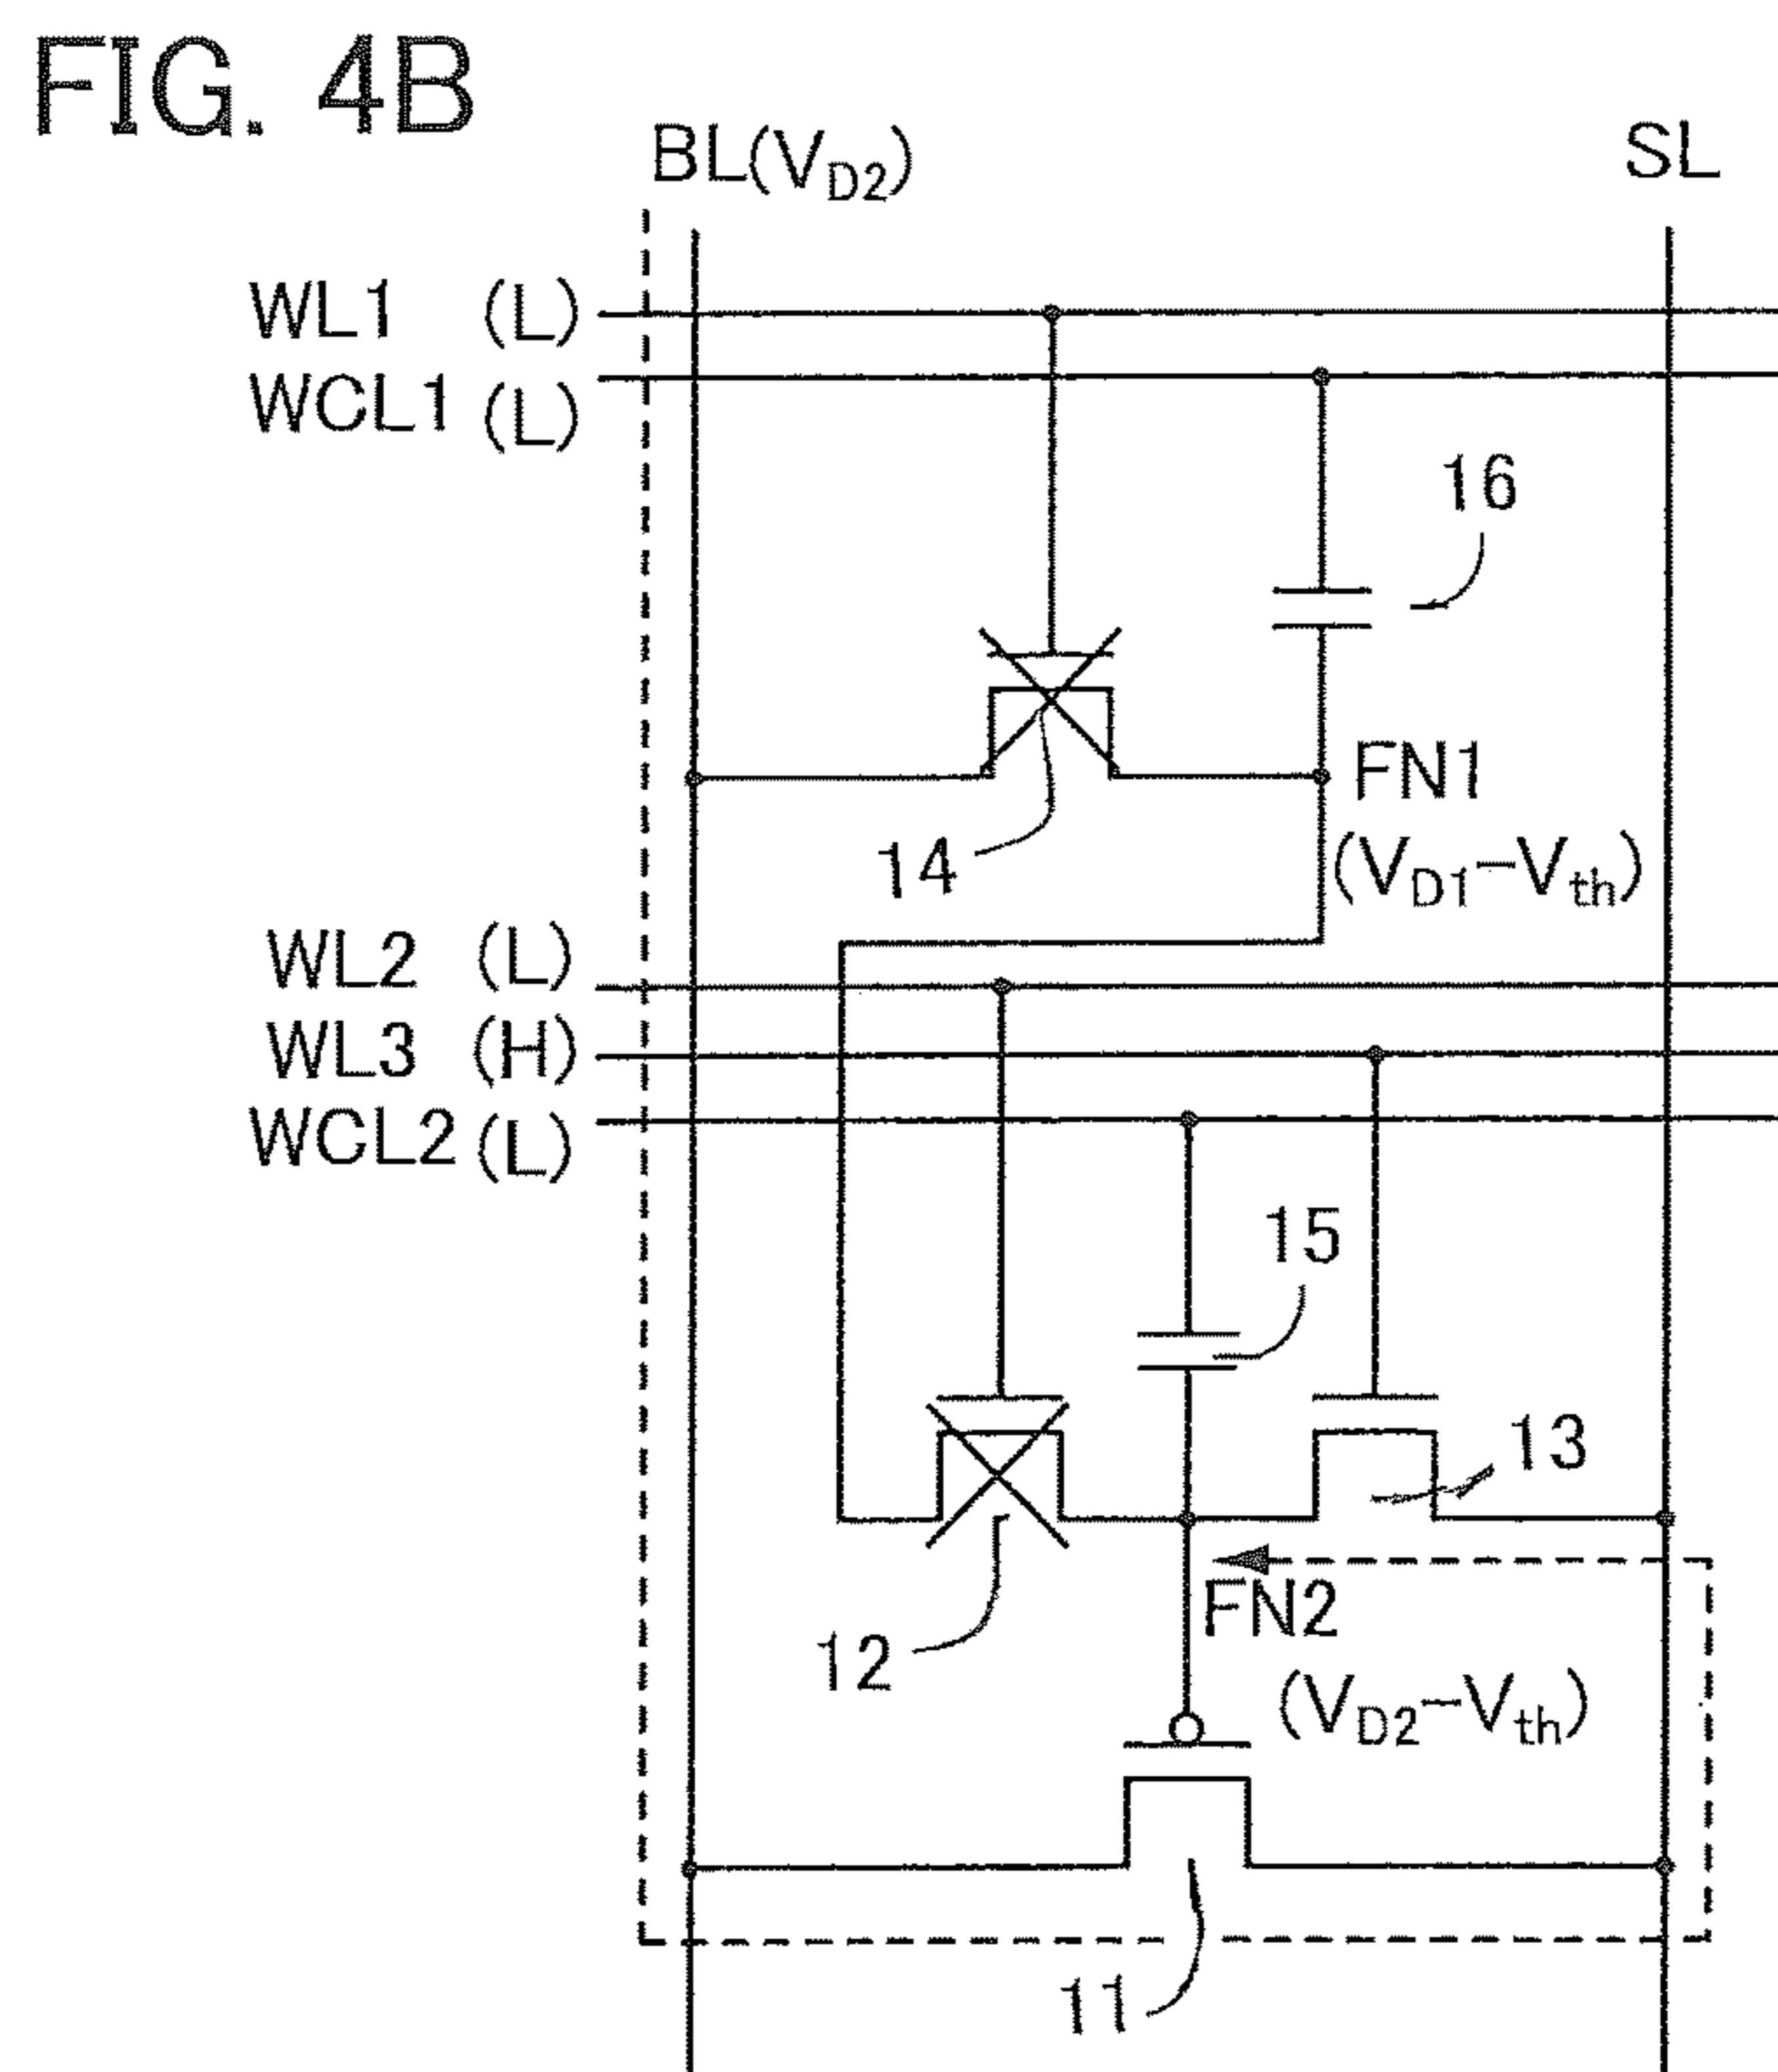 FIG. 4B
BL(VD2)
SL
WL1 (L)
WCL1 (L)
16
FN1
14
(VD1-Vth)
WL2 (L)
WL3 (H)
WCL2 (L)
15
13
FN2
12
(VD2-Vth)
11